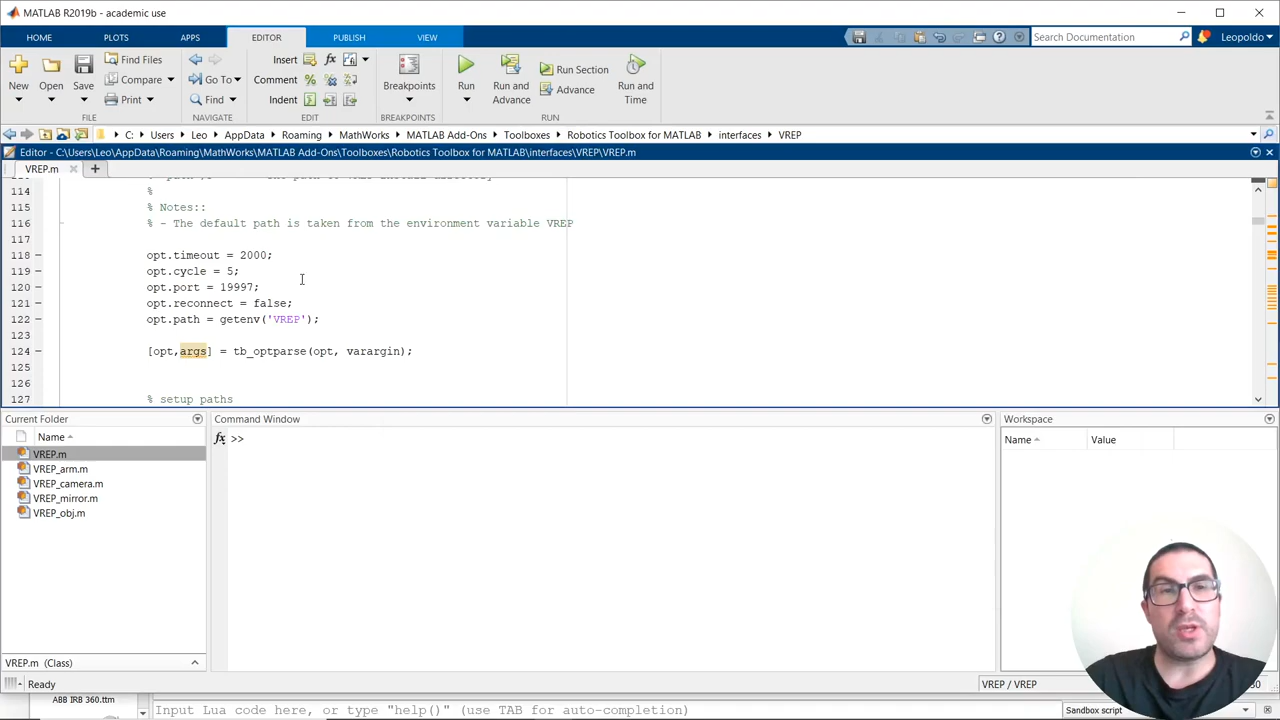 MATLAB R2019b - academic use
HOME PLOTS APPS EDITOR PUBLISH VIEW
Search Documentation
Leopoldo
New Open Save
Find Files
Compare
Print
FILE
Go To
Find
NAVIGATE
Insert
Comment
Indent
EDIT
Breakpoints
BREAKPOINTS
Run
Run and Advance
Run Section
Advance
Run and Time
RUN
C: Users Leo AppData Roaming MathWorks MATLAB Add-Ons Toolboxes Robotics Toolbox for MATLAB interfaces VREP
Editor - C:\Users\Leo\AppData\Roaming\MathWorks\MATLAB Add-Ons\Toolboxes\Robotics Toolbox for MATLAB\interfaces\VREP\VREP.m
VREP.m
114 %
115 % Notes::
116 % - The default path is taken from the environment variable VREP
117
118 opt.timeout = 2000;
119 opt.cycle = 5;
120 opt.port = 19997;
121 opt.reconnect = false;
122 opt.path = getenv('VREP');
123
124 [opt,args] = tb_optparse(opt, varargin);
125
126
127 % setup paths
Current Folder
Name
VREP.m
VREP_arm.m
VREP_camera.m
VREP_mirror.m
VREP_obj.m
VREP.m (Class)
Command Window
fx >>
Workspace
Name Value
Ready
VREP / VREP
ABB IRB 360.ttm
Input Lua code here, or type "help()" (use TAB for auto-completion)
Sandbox script